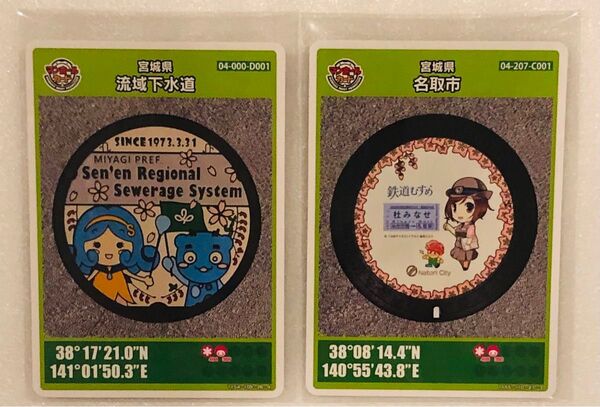 宮城県
04-000-D001
流域下水道
SINCE 1973.3.31
MIYAGI PREF.
Sen'en Regional
Sewerage System
38°17'21.0"N
141°01'50.3"E
宮城県
04-207-C001
名取市
鉄道むすめ
杜みなせ
Natori City
38°08'14.4"N
140°55'43.8"E